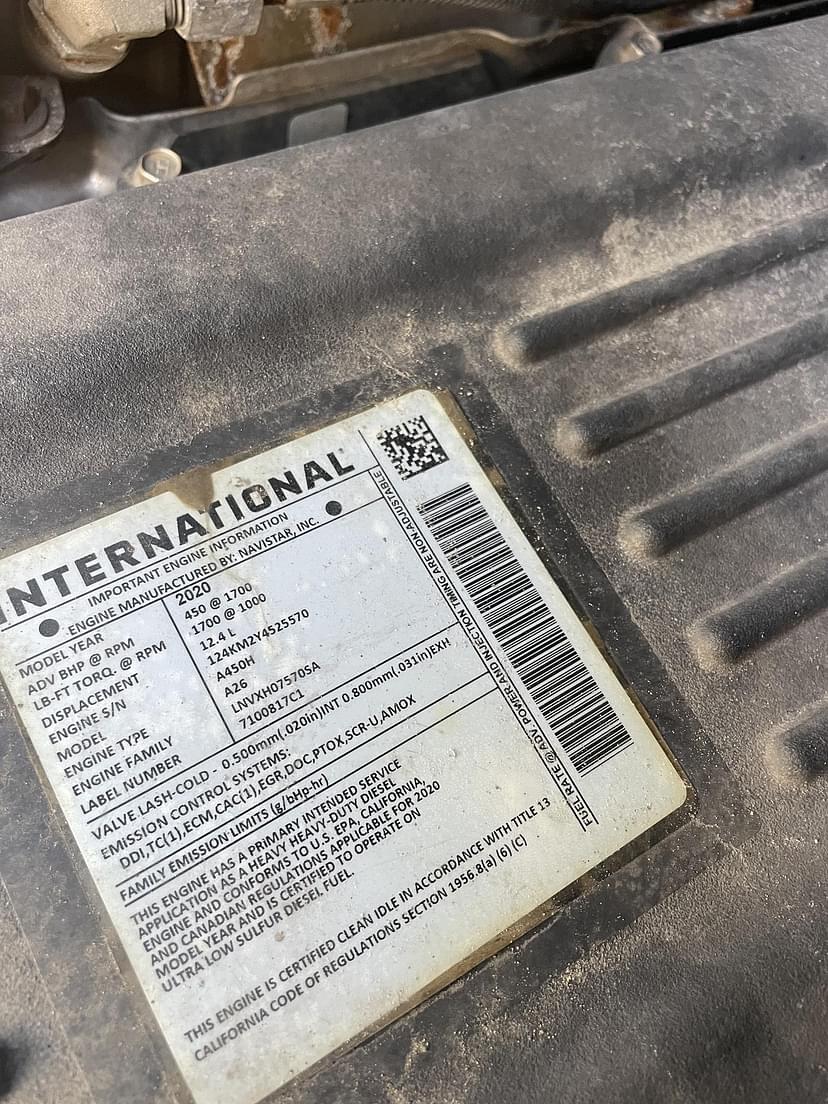 INTERNATIONAL
IMPORTANT ENGINE INFORMATION
ENGINE MANUFACTURED BY: NAVISTAR, INC.
MODEL YEAR 2020
ADV BHP @ RPM 450 @ 1700
LB-FT TORQ. @ RPM 1700 @ 1000
DISPLACEMENT 12.4 L
ENGINE S/N 124KM2Y4525570
MODEL A450H
ENGINE TYPE A26
ENGINE FAMILY LNVXH07570SA
LABEL NUMBER 7100817C1
VALVE LASH-COLD - 0.500mm(.020in)INT 0.800mm(.031in)EXH
EMISSION CONTROL SYSTEMS:
DDI,TC(1),ECM,CAC(1),EGR,DOC,PTOX,SCR-U,AMOX
FAMILY EMISSION LIMITS (g/bHp-hr)
THIS ENGINE HAS A PRIMARY INTENDED SERVICE
APPLICATION AS A HEAVY HEAVY-DUTY DIESEL
ENGINE AND CONFORMS TO U.S. EPA, CALIFORNIA,
AND CANADIAN REGULATIONS APPLICABLE FOR 2020
MODEL YEAR AND IS CERTIFIED TO OPERATE ON
ULTRA LOW SULFUR DIESEL FUEL.
THIS ENGINE IS CERTIFIED CLEAN IDLE IN ACCORDANCE WITH TITLE 13
CALIFORNIA CODE OF REGULATIONS SECTION 1956.8(a) (6) (C)
FUEL RATE @ ADV. POWER AND INJECTION TIMING ARE NON ADJUSTABLE